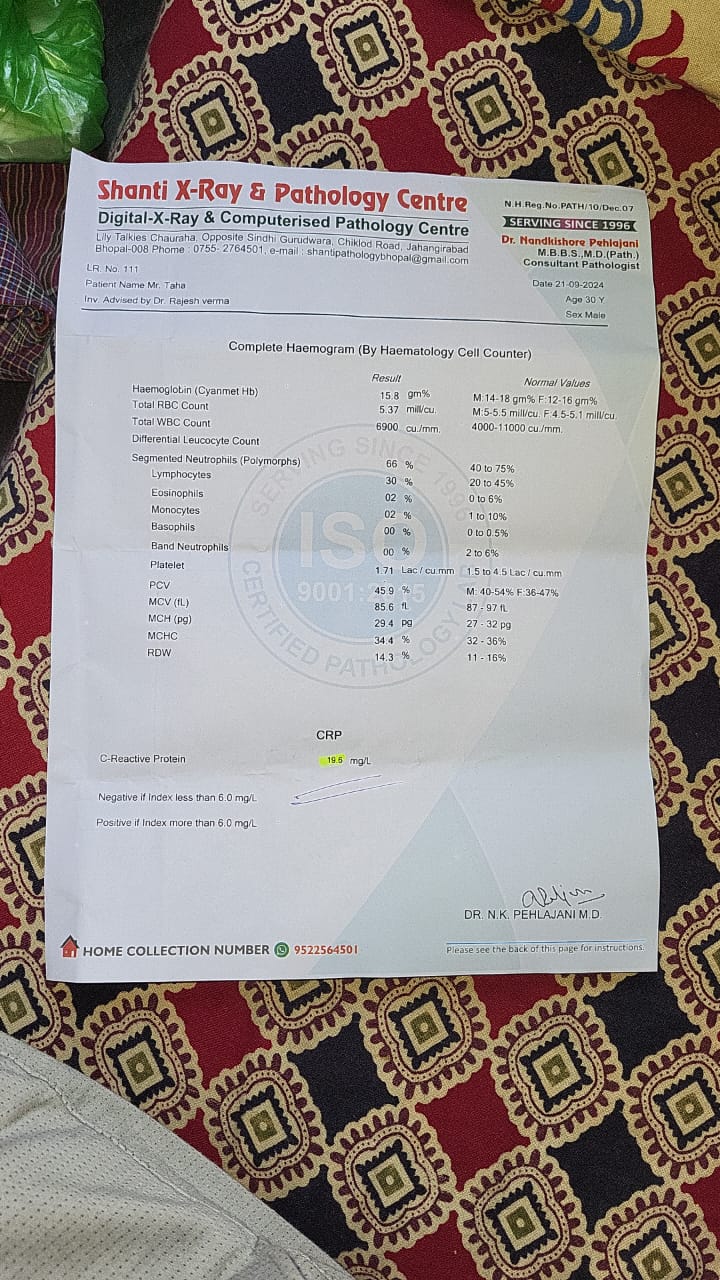 Shanti X-Ray & Pathology Centre
Digital-X-Ray & Computerised Pathology Centre
Lily Talkies Chauraha, Opposite Sindhi Gurudwara, Chiklod Road, Jahangirabad
Bhopal-008 Phone : 0755- 2764501, e-mail : shantipathologybhopal@gmail.com
N.H.Reg.No.PATH/10/Dec.07
SERVING SINCE 1996
Dr. Nandkishore Pehlajani
M.B.B.S.,M.D.(Path.)
Consultant Pathologist
LR. No. 111
Patient Name Mr. Taha
Inv. Advised by Dr. Rajesh verma
Date 21-09-2024
Age 30 Y
Sex Male
Complete Haemogram (By Haematology Cell Counter)
Result Normal Values
Haemoglobin (Cyanmet Hb) 15.8 gm% M:14-18 gm% F:12-16 gm%
Total RBC Count 5.37 mill/cu. M:5-5.5 mill/cu. F 4.5-5.1 mill/cu.
Total WBC Count 6900 cu./mm. 4000-11000 cu./mm.
Differential Leucocyte Count
Segmented Neutrophils (Polymorphs) 66 % 40 to 75%
Lymphocytes 30 % 20 to 45%
Eosinophils 02 % 0 to 6%
Monocytes 02 % 1 to 10%
Basophils 00 % 0 to 0.5%
Band Neutrophils 00 % 2 to 6%
Platelet 1.71 Lac / cu.mm 1.5 to 4.5 Lac / cu.mm
PCV 45.9 % M: 40-54% F:36-47%
MCV (fL) 85.6 fL 87 - 97 fL
MCH (pg) 29.4 pg 27 - 32 pg
MCHC 34.4 % 32 - 36%
RDW 14.3 % 11 - 16%
SERVING SINCE 1996
ISO
CERTIFIED PATHOLOGY
CRP
C-Reactive Protein 19.6 mg/L
Negative if Index less than 6.0 mg/L
Positive if Index more than 6.0 mg/L
DR. N.K. PEHLAJANI M.D.
HOME COLLECTION NUMBER 9522564501
Please see the back of this page for instructions.